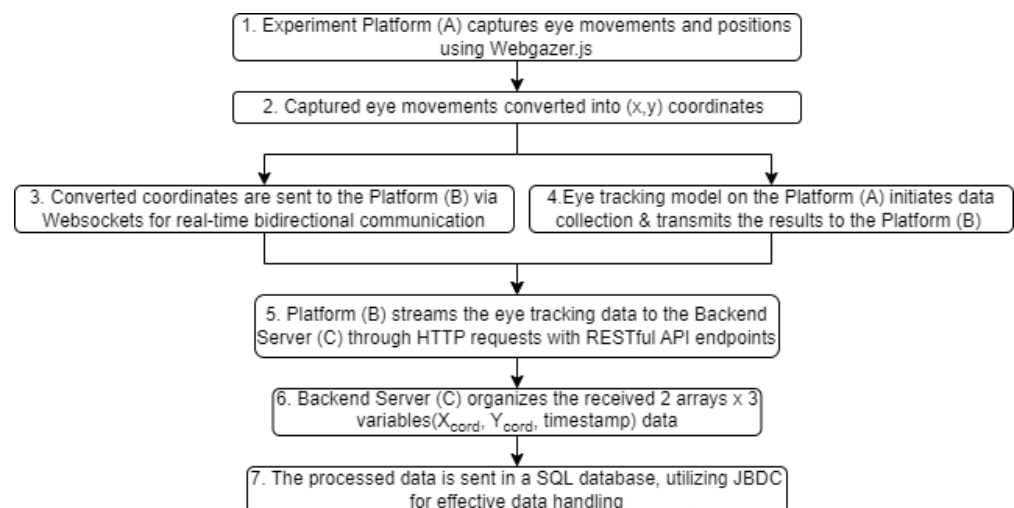 1. Experiment Platform (A) captures eye movements and positions
using Webgazer.js
2. Captured eye movements converted into (x,y) coordinates
3. Converted coordinates are sent to the Platform (B) via
Websockets for real-time bidirectional communication
4.Eye tracking model on the Platform (A) initiates data
collection & transmits the results to the Platform (B)
5. Platform (B) streams the eye tracking data to the Backend
Server (C) through HTTP requests with RESTful API endpoints
6. Backend Server (C) organizes the received 2 arrays x 3
variables(Xcord, Ycord, timestamp) data
7. The processed data is sent in a SQL database, utilizing JBDC
for effective data handling